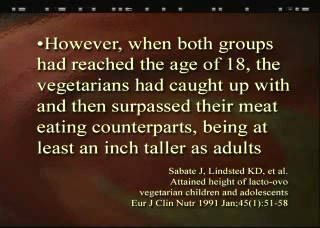 •However, when both groups
had reached the age of 18, the
vegetarians had caught up with
and then surpassed their meat
eating counterparts, being at
least an inch taller as adults
Sabate J, Lindsted KD, et al.
Attained height of lacto-ovo
vegetarian children and adolescents
Eur J Clin Nutr 1991 Jan;45(1):51-58